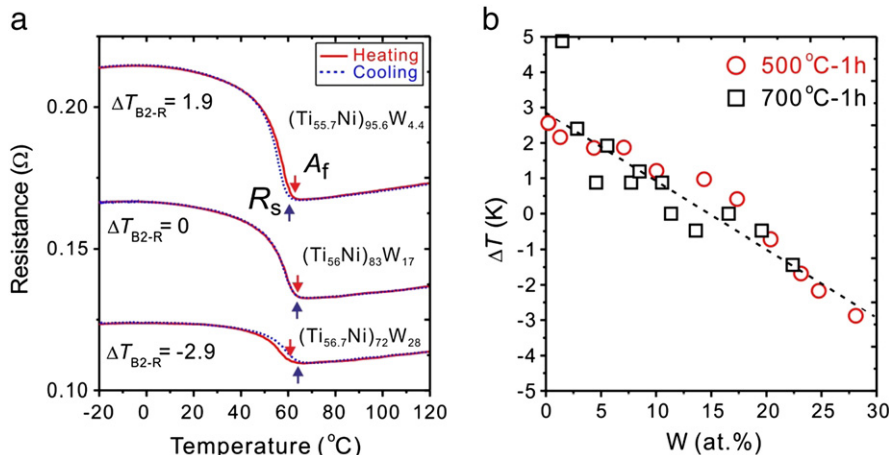 a
Resistance (Ω)
0.20
0.15
0.10
-20 0 20 40 60 80 100 120
Temperature (°C)
Heating
Cooling
ΔT_B2-R = 1.9
(Ti55.7Ni)95.6W4.4
Af
Rs
ΔT_B2-R = 0
(Ti56Ni)83W17
(Ti56.7Ni)72W28
ΔT_B2-R = -2.9
b
ΔT (K)
5
4
3
2
1
0
-1
-2
-3
-4
-5
0 5 10 15 20 25 30
W (at.%)
500°C-1h
700°C-1h